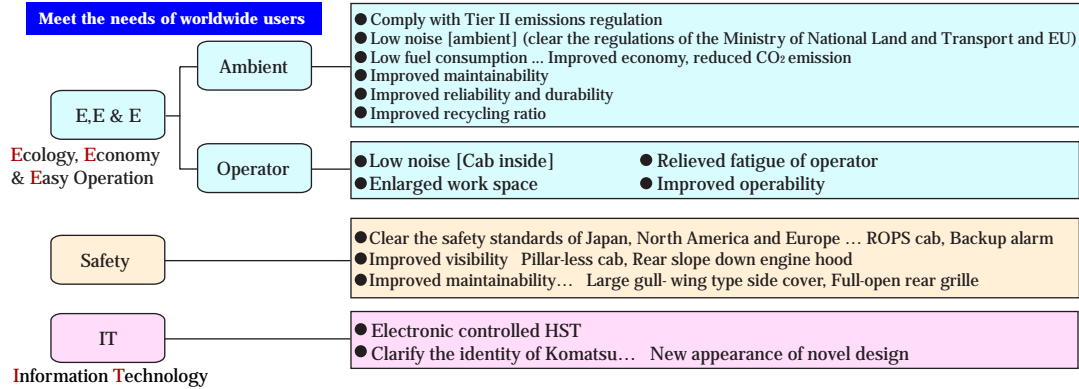 Meet the needs of worldwide users
E,E & E
Ecology, Economy
& Easy Operation
Ambient
● Comply with Tier II emissions regulation
● Low noise [ambient] (clear the regulations of the Ministry of National Land and Transport and EU)
● Low fuel consumption ... Improved economy, reduced CO₂ emission
● Improved maintainability
● Improved reliability and durability
● Improved recycling ratio
Operator
● Low noise [Cab inside] ● Relieved fatigue of operator
● Enlarged work space ● Improved operability
Safety
● Clear the safety standards of Japan, North America and Europe … ROPS cab, Backup alarm
● Improved visibility Pillar-less cab, Rear slope down engine hood
● Improved maintainability… Large gull- wing type side cover, Full-open rear grille
IT
Information Technology
● Electronic controlled HST
● Clarify the identity of Komatsu… New appearance of novel design